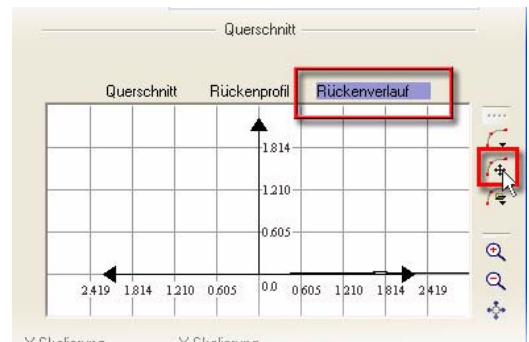 Querschnitt
Querschnitt Rückenprofil Rückenverlauf
1.814
1.210
0.605
2.419 1.814 1.210 0.605 0.0 0.605 1.210 1.814 2.419